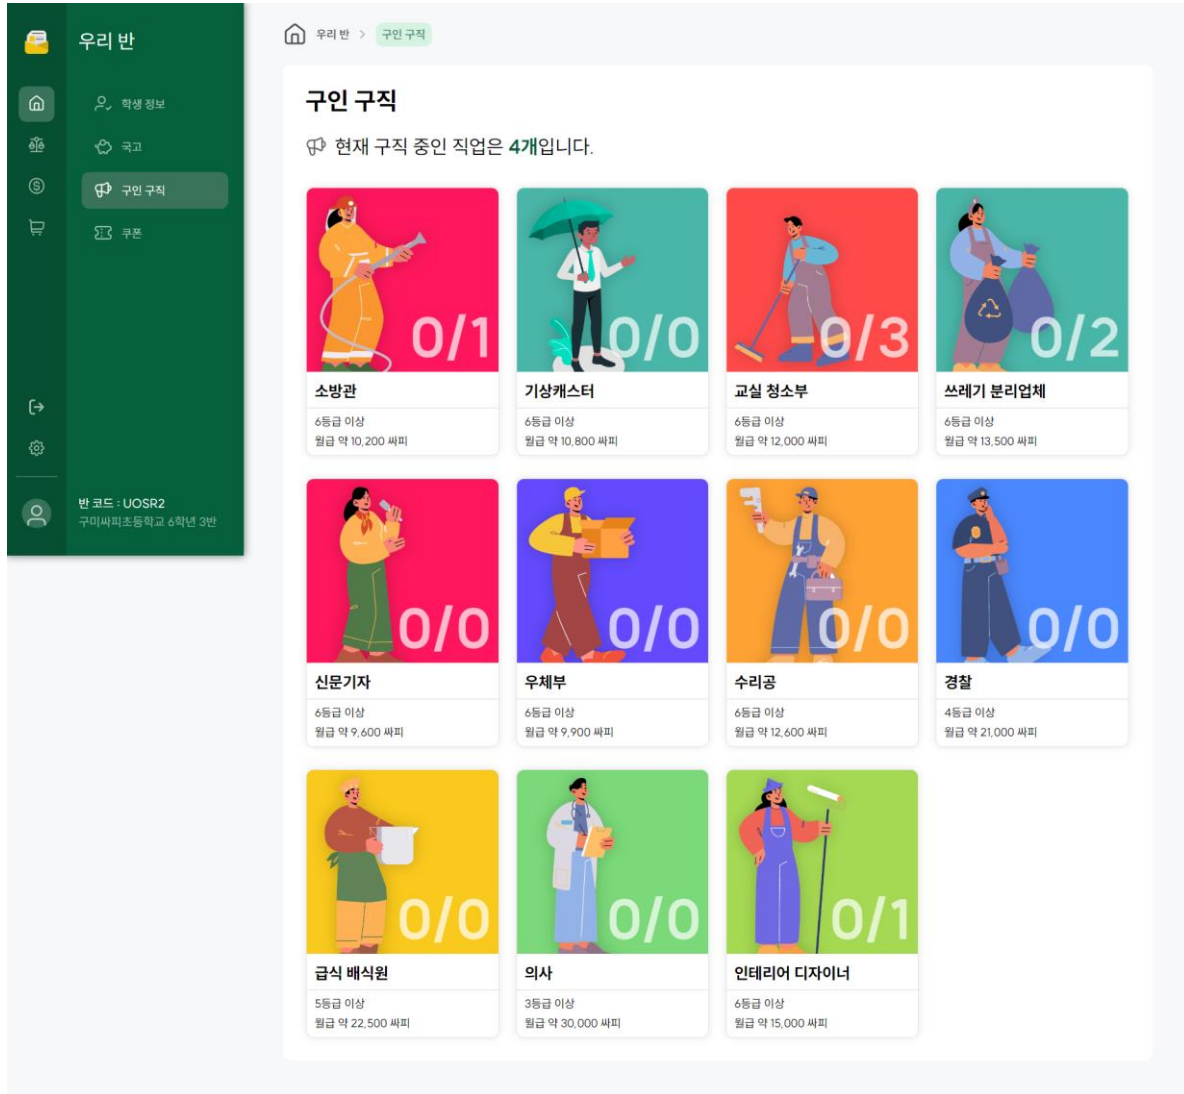 우리 반
학생 정보
국고
구인 구직
쿠폰
반 코드 : UOSR2
구미싸피초등학교 6학년 3반
우리 반 > 구인 구직
구인 구직
현재 구직 중인 직업은 4개입니다.
0/1
소방관
6등급 이상
월급 약 10,200 싸피
0/0
기상캐스터
6등급 이상
월급 약 10,800 싸피
0/3
교실 청소부
6등급 이상
월급 약 12,000 싸피
0/2
쓰레기 분리업체
6등급 이상
월급 약 13,500 싸피
0/0
신문기자
6등급 이상
월급 약 9,600 싸피
0/0
우체부
6등급 이상
월급 약 9,900 싸피
0/0
수리공
6등급 이상
월급 약 12,600 싸피
0/0
경찰
4등급 이상
월급 약 21,000 싸피
0/0
급식 배식원
5등급 이상
월급 약 22,500 싸피
0/0
의사
3등급 이상
월급 약 30,000 싸피
0/1
인테리어 디자이너
6등급 이상
월급 약 15,000 싸피